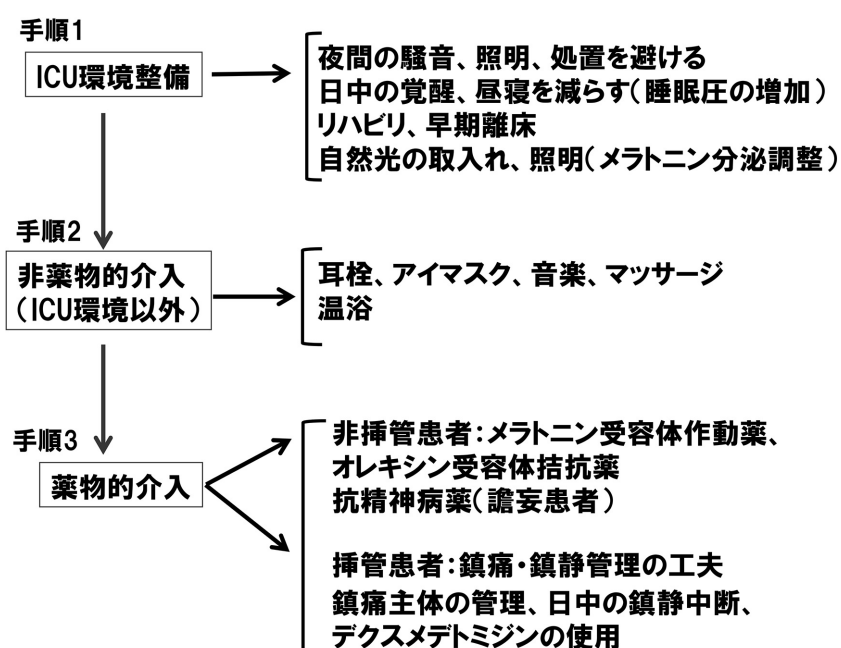 手順1
ICU環境整備
夜間の騒音、照明、処置を避ける
日中の覚醒、昼寝を減らす（睡眠圧の増加）
リハビリ、早期離床
自然光の取入れ、照明（メラトニン分泌調整）
手順2
非薬物的介入
（ICU環境以外）
耳栓、アイマスク、音楽、マッサージ
温浴
手順3
薬物的介入
非挿管患者：メラトニン受容体作動薬、
オレキシン受容体拮抗薬
抗精神病薬（譫妄患者）
挿管患者：鎮痛・鎮静管理の工夫
鎮痛主体の管理、日中の鎮静中断、
デクスメデトミジンの使用